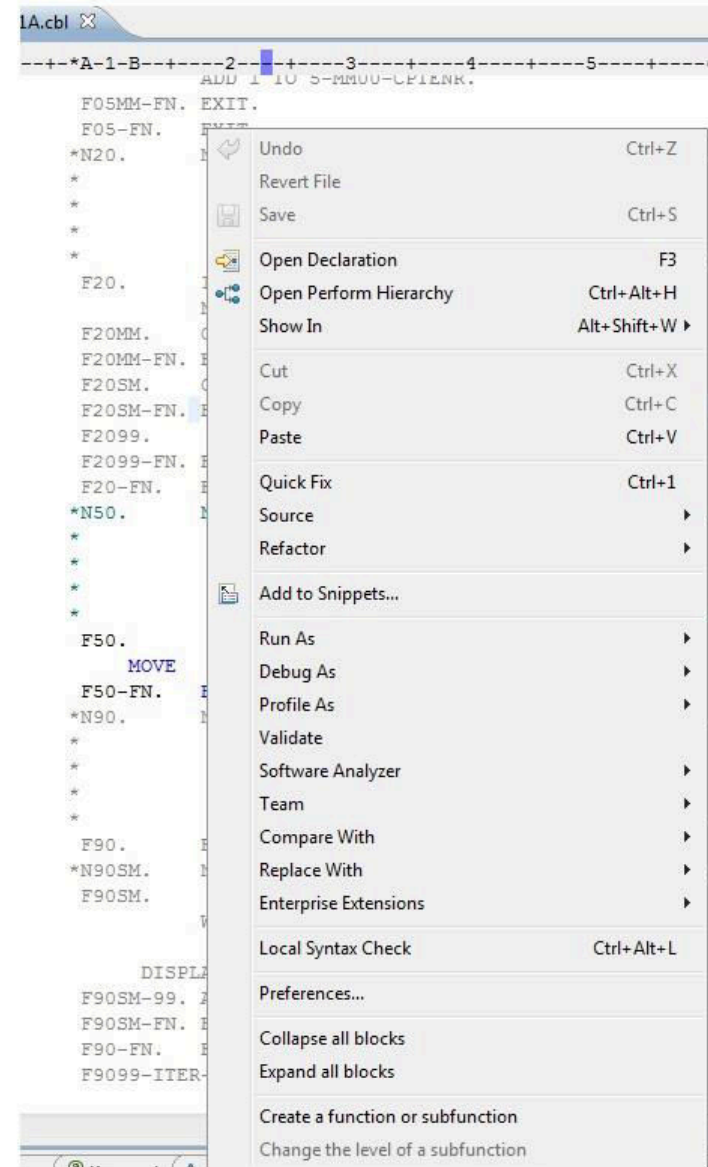 1A.cbl
--+-*A-1-B--+----2----+----3----+----4----+----5----+----
ADD 1 TO 5-MM00-CPTENR.
F05MM-FN. EXIT.
F05-FN. EXIT
*N20.
*
*
*
*
F20.
F20MM.
F20MM-FN.
F20SM.
F20SM-FN.
F2099.
F2099-FN.
F20-FN.
*N50.
*
*
*
*
F50.
MOVE
F50-FN.
*N90.
*
*
*
*
F90.
*N90SM.
F90SM.
DISPLA
F90SM-99.
F90SM-FN.
F90-FN.
F9099-ITER-
Undo Ctrl+Z
Revert File
Save Ctrl+S
Open Declaration F3
Open Perform Hierarchy Ctrl+Alt+H
Show In Alt+Shift+W
Cut Ctrl+X
Copy Ctrl+C
Paste Ctrl+V
Quick Fix Ctrl+1
Source
Refactor
Add to Snippets...
Run As
Debug As
Profile As
Validate
Software Analyzer
Team
Compare With
Replace With
Enterprise Extensions
Local Syntax Check Ctrl+Alt+L
Preferences...
Collapse all blocks
Expand all blocks
Create a function or subfunction
Change the level of a subfunction